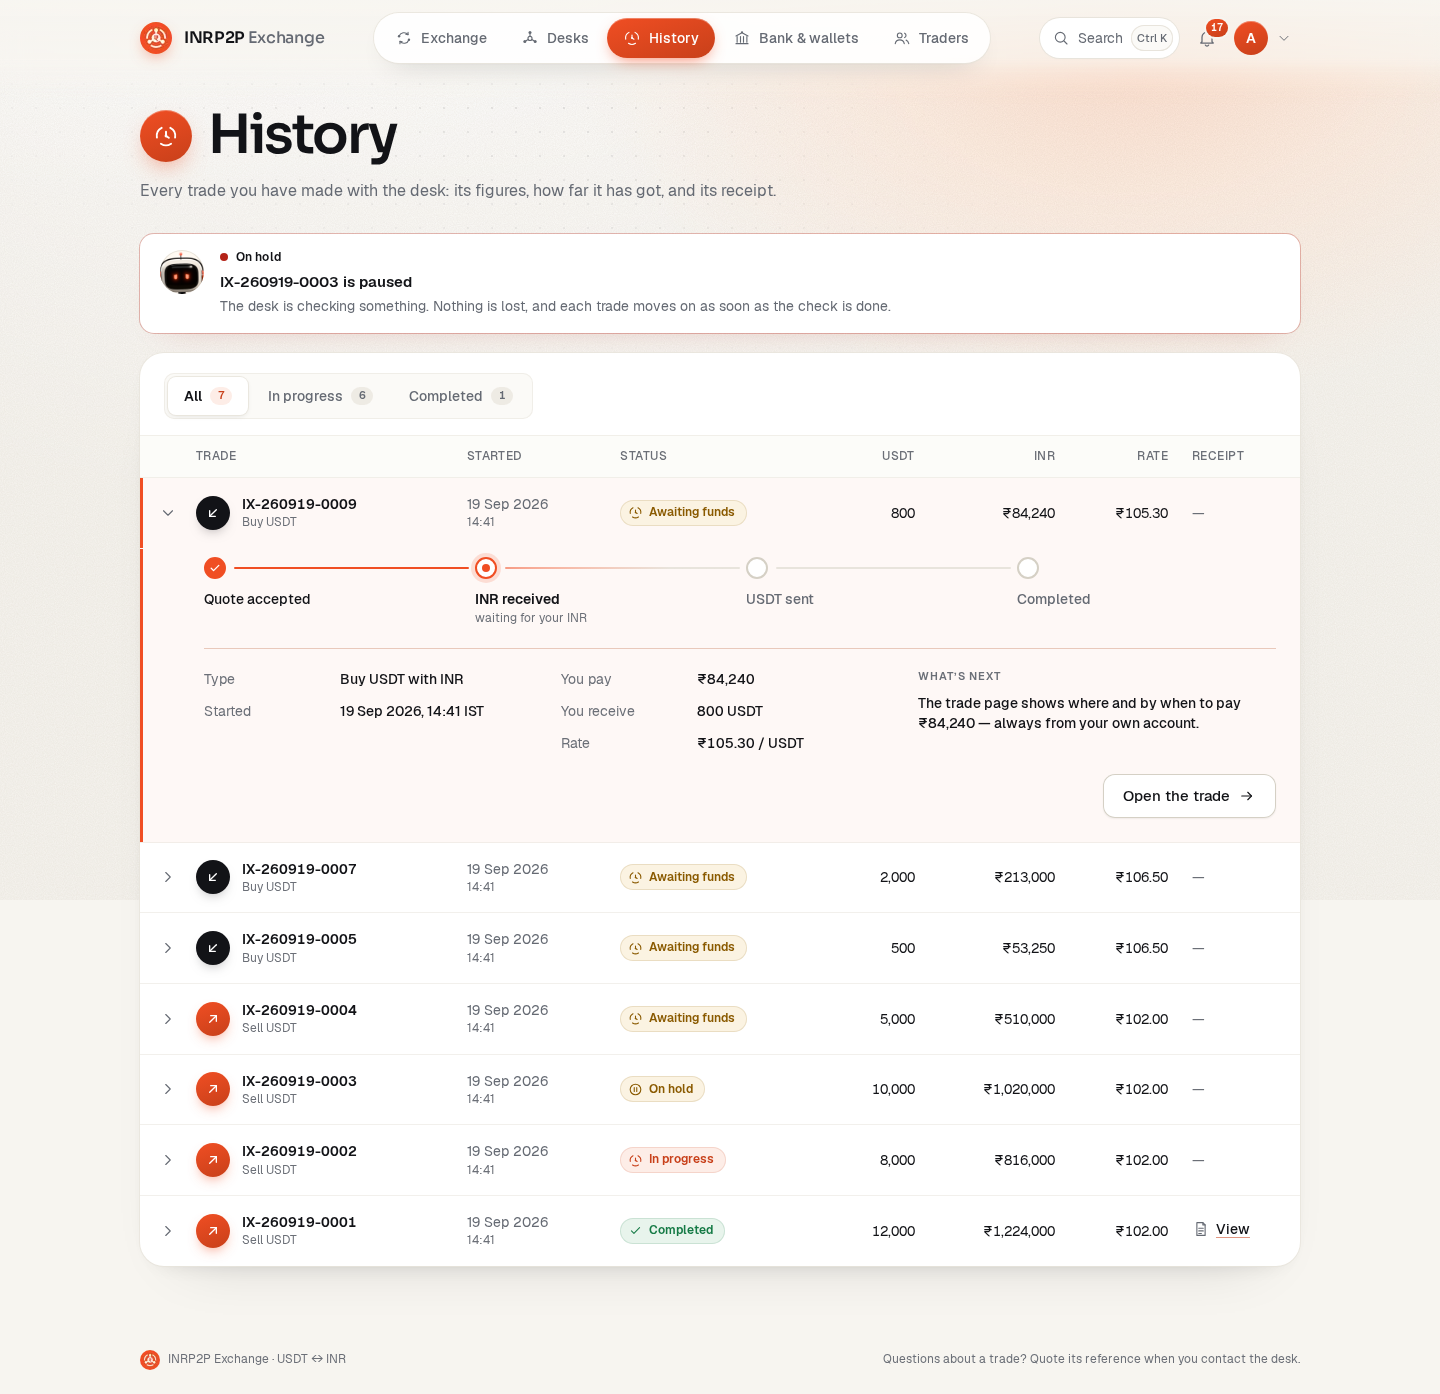 INRP2P Exchange
Exchange
Desks
History
Bank & wallets
Traders
Search Ctrl K
17
A
History
Every trade you have made with the desk: its figures, how far it has got, and its receipt.
On hold
IX-260919-0003 is paused
The desk is checking something. Nothing is lost, and each trade moves on as soon as the check is done.
All 7
In progress 6
Completed 1
TRADE STARTED STATUS USDT INR RATE RECEIPT
IX-260919-0009 19 Sep 2026 Awaiting funds 800 ₹84,240 ₹105.30 —
Buy USDT 14:41
Quote accepted INR received USDT sent Completed
waiting for your INR
Type Buy USDT with INR You pay ₹84,240 WHAT'S NEXT
Started 19 Sep 2026, 14:41 IST You receive 800 USDT The trade page shows where and by when to pay
Rate ₹105.30 / USDT ₹84,240 — always from your own account.
Open the trade
IX-260919-0007 19 Sep 2026 Awaiting funds 2,000 ₹213,000 ₹106.50 —
Buy USDT 14:41
IX-260919-0005 19 Sep 2026 Awaiting funds 500 ₹53,250 ₹106.50 —
Buy USDT 14:41
IX-260919-0004 19 Sep 2026 Awaiting funds 5,000 ₹510,000 ₹102.00 —
Sell USDT 14:41
IX-260919-0003 19 Sep 2026 On hold 10,000 ₹1,020,000 ₹102.00 —
Sell USDT 14:41
IX-260919-0002 19 Sep 2026 In progress 8,000 ₹816,000 ₹102.00 —
Sell USDT 14:41
IX-260919-0001 19 Sep 2026 Completed 12,000 ₹1,224,000 ₹102.00 View
Sell USDT 14:41
INRP2P Exchange · USDT ↔ INR
Questions about a trade? Quote its reference when you contact the desk.